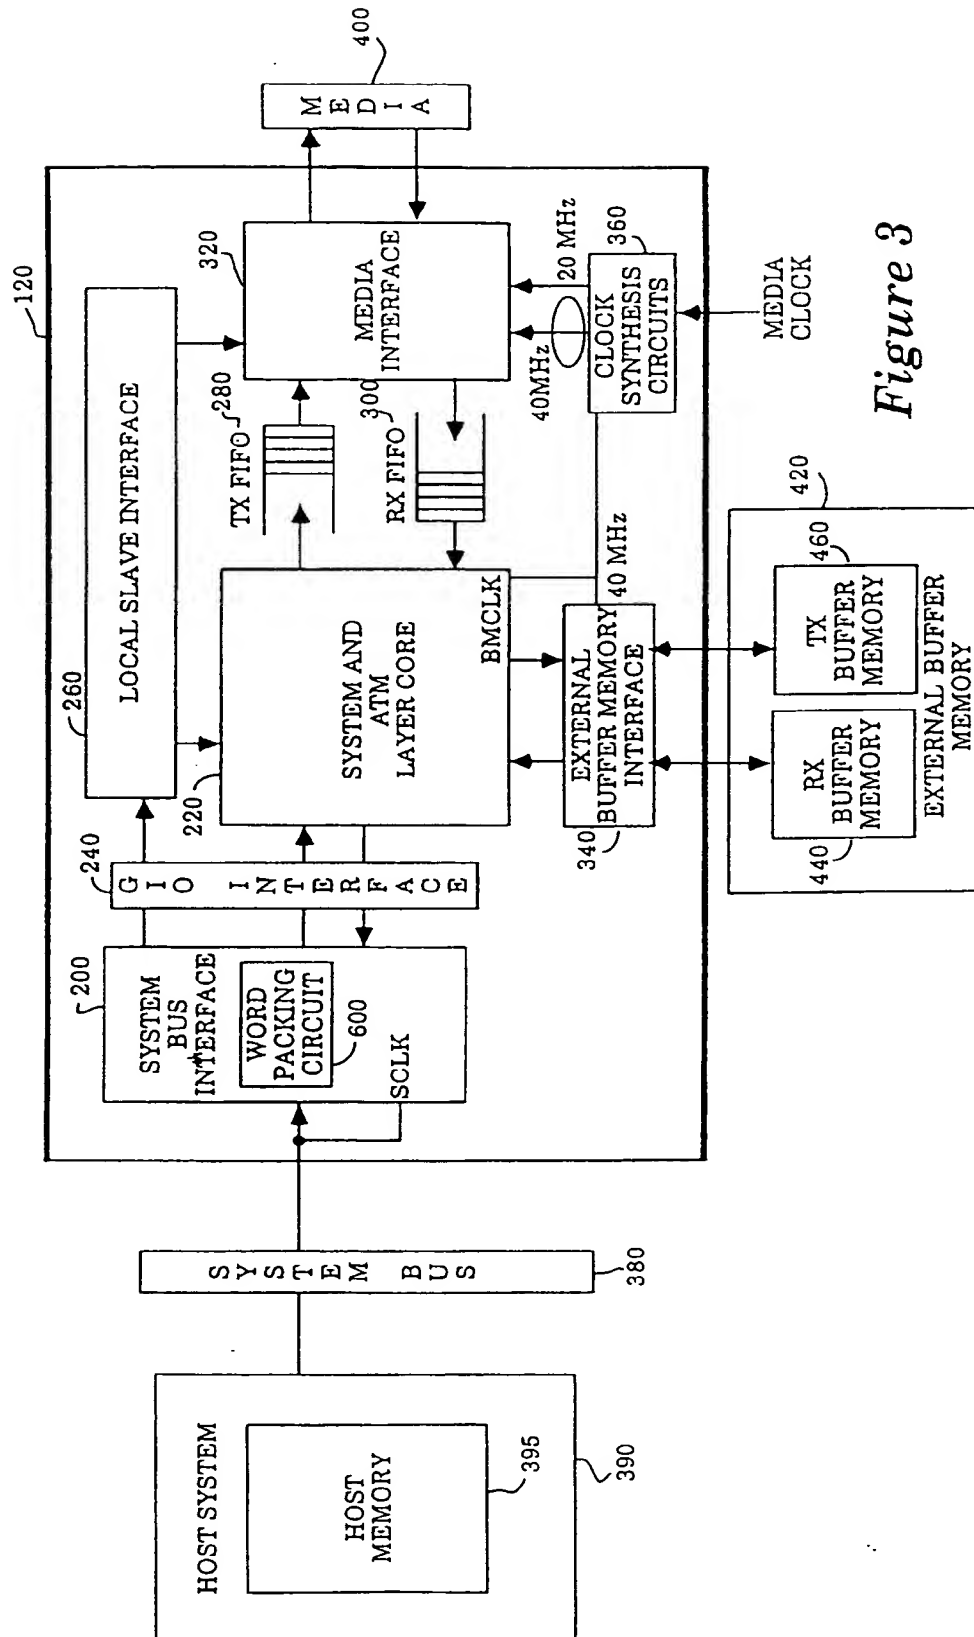 HOST SYSTEM
HOST
MEMORY
395
390
SYSTEM BUS
380
120
200
SYSTEM
BUS
INTERFACE
WORD
PACKING
CIRCUIT
600
SCLK
240
GIO INTERFACE
260
LOCAL SLAVE INTERFACE
220
SYSTEM AND
ATM
LAYER CORE
BMCLK
TX FIFO
280
RX FIFO
300
320
MEDIA
INTERFACE
MEDIA
400
340
EXTERNAL
BUFFER MEMORY
INTERFACE
40 MHz
40MHz
20 MHz
360
CLOCK
SYNTHESIS
CIRCUITS
MEDIA
CLOCK
420
440
RX
BUFFER
MEMORY
460
TX
BUFFER
MEMORY
EXTERNAL BUFFER
MEMORY
Figure 3